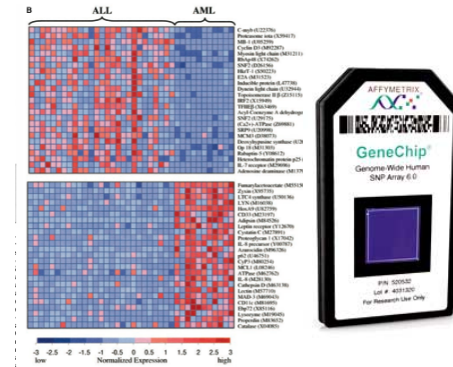 B
ALL
AML
C-myb (U22376)
Proteasome iota (X59417)
MB-1 (U05259)
Cyclin D3 (M92287)
Myosin light chain (M31211)
RbAp48 (X74262)
SNF2 (D26156)
HkrT-1 (S50223)
E2A (M31523)
Inducible protein (L47738)
Dynein light chain (U32944)
Topoisomerase II β (Z15115)
IRF2 (X15949)
TFIIEβ (X63469)
Acyl-Coenzyme A dehydroge
SNF2 (U29175)
(Ca2+)-ATPase (Z69881)
SRP9 (U20998)
MCM3 (D38073)
Deoxyhypusine synthase (U26
Op 18 (M31303)
Rabaptin-5 (Y08612)
Heterochromatin protein p25
IL-7 receptor (M29696)
Adenosine deaminase (M1379
Fumarylacetoacetate (M55150
Zyxin (X95735)
LTC4 synthase (U50136)
LYN (M16038)
HoxA9 (U82759)
CD33 (M23197)
Adipsin (M84526)
Leptin receptor (Y12670)
Cystatin C (M27891)
Proteoglycan 1 (X17042)
IL-8 precursor (Y00787)
Azurocidin (M96326)
p62 (U46751)
CyP3 (M80254)
MCL1 (L08246)
ATPase (M62762)
IL-8 (M28130)
Cathepsin D (M63138)
Lectin (M57710)
MAD-3 (M69043)
CD11c (M81695)
Ebp72 (X85116)
Lysozyme (M19045)
Properdin (M83652)
Catalase (X04085)
-3 -2.5 -2 -1.5 -1 -0.5 0 0.5 1 1.5 2 2.5 3
low Normalized Expression high
AFFYMETRIX
GeneChip®
Genome-Wide Human
SNP Array 6.0
P/N 520532
Lot # 4031320
For Research Use Only